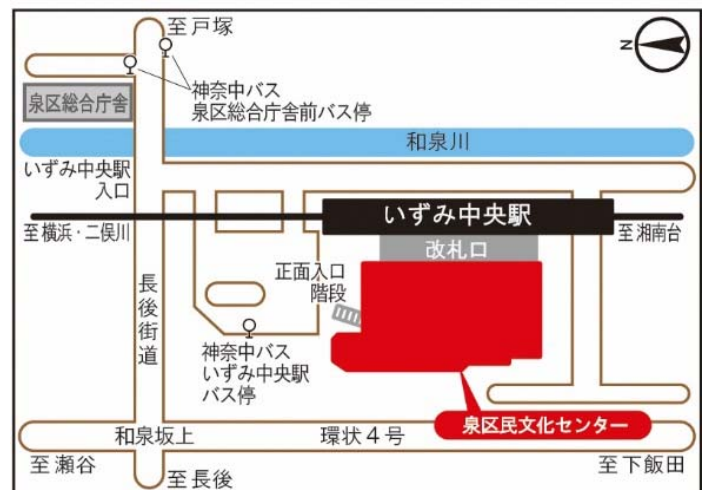 至戸塚
N
神奈中バス
泉区総合庁舎前バス停
泉区総合庁舎
和泉川
いずみ中央駅
入口
いずみ中央駅
至横浜・二俣川
至湘南台
改札口
正面入口
階段
長後街道
神奈中バス
いずみ中央駅
バス停
泉区民文化センター
和泉坂上
環状4号
至瀬谷
至長後
至下飯田